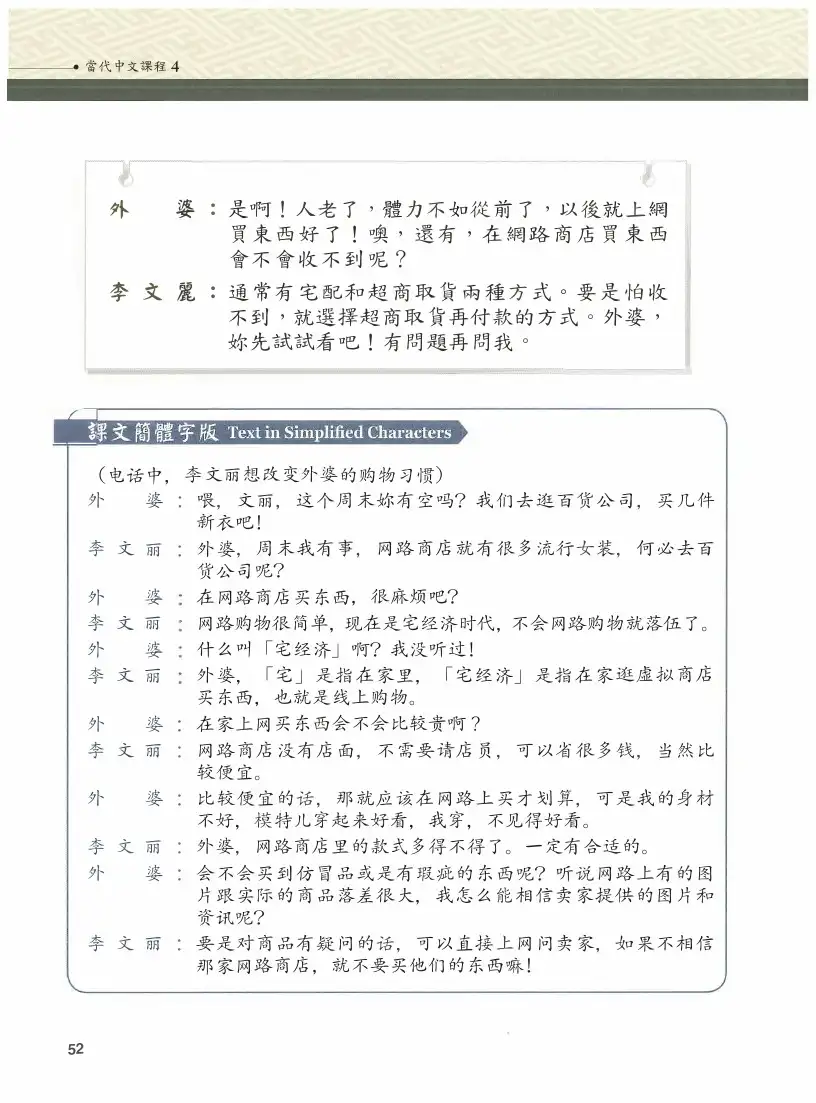 • 當代中文課程 4
外　　婆：是啊！人老了，體力不如從前了，以後就上網
買東西好了！噢，還有，在網路商店買東西
會不會收不到呢？
李文麗：通常有宅配和超商取貨兩種方式。要是怕收
不到，就選擇超商取貨再付款的方式。外婆，
妳先試試看吧！有問題再問我。
課文簡體字版 Text in Simplified Characters
（电话中，李文丽想改变外婆的购物习惯）
外　　婆：喂，文丽，这个周末妳有空吗？我们去逛百货公司，买几件
新衣吧！
李文丽：外婆，周末我有事，网路商店就有很多流行女装，何必去百
货公司呢？
外　　婆：在网路商店买东西，很麻烦吧？
李文丽：网路购物很简单，现在是宅经济时代，不会网路购物就落伍了。
外　　婆：什么叫「宅经济」啊？我没听过！
李文丽：外婆，「宅」是指在家里，「宅经济」是指在家逛虚拟商店
买东西，也就是线上购物。
外　　婆：在家上网买东西会不会比较贵啊？
李文丽：网路商店没有店面，不需要请店员，可以省很多钱，当然比
较便宜。
外　　婆：比较便宜的话，那就应该在网路上买才划算，可是我的身材
不好，模特儿穿起来好看，我穿，不见得好看。
李文丽：外婆，网路商店里的款式多得不得了。一定有合适的。
外　　婆：会不会买到仿冒品或是有瑕疵的东西呢？听说网路上有的图
片跟实际的商品落差很大，我怎么能相信卖家提供的图片和
资讯呢？
李文丽：要是对商品有疑问的话，可以直接上网问卖家，如果不相信
那家网路商店，就不要买他们的东西嘛！
52